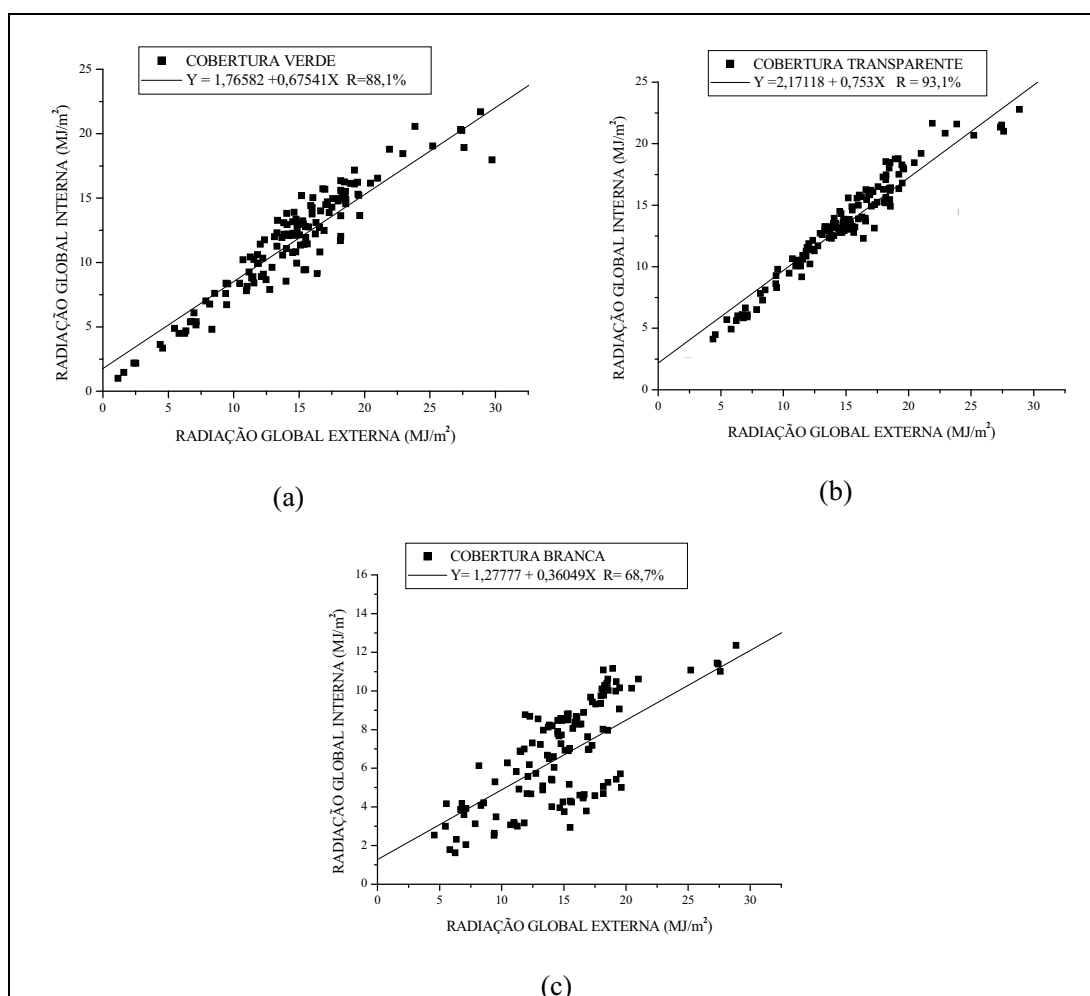 COBERTURA VERDE
Y = 1,76582 +0,67541X R=88,1%
25
20
15
10
5
0
0 5 10 15 20 25 30
RADIAÇÃO GLOBAL INTERNA (MJ/m²)
RADIAÇÃO GLOBAL EXTERNA (MJ/m²)
(a)
COBERTURA TRANSPARENTE
Y =2,17118 + 0,753X R = 93,1%
25
20
15
10
5
0
0 5 10 15 20 25 30
RADIAÇÃO GLOBAL INTERNA (MJ/m²)
RADIAÇÃO GLOBAL EXTERNA (MJ/m²)
(b)
COBERTURA BRANCA
Y= 1,27777 + 0,36049X R= 68,7%
16
14
12
10
8
6
4
2
0
0 5 10 15 20 25 30
RADIAÇÃO GLOBAL INTERNA (MJ/m²)
RADIAÇÃO GLOBAL EXTERNA (MJ/m²)
(c)